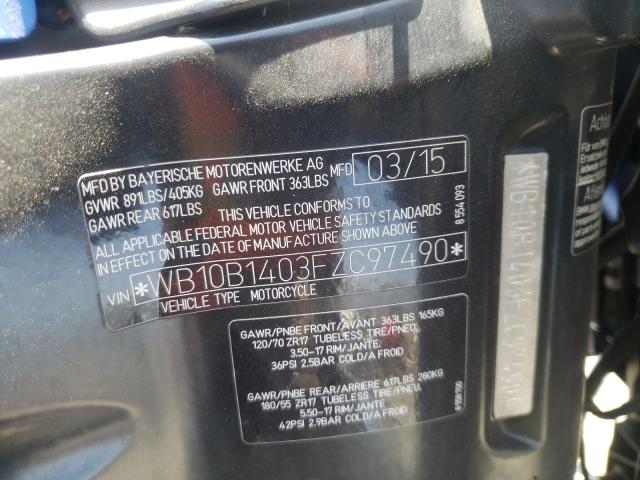 MFD BY BAYERISCHE MOTORENWERKE AG
MFD 03/15
GVWR 891LBS/405KG GAWR FRONT 363LBS
GAWR REAR 617LBS THIS VEHICLE CONFORMS TO
ALL APPLICABLE FEDERAL MOTOR VEHICLE SAFETY STANDARDS
IN EFFECT ON THE DATE OF MANUFACTURE SHOWN ABOVE
VIN *WB10B1403FZC97490*
VEHICLE TYPE MOTORCYCLE
8 554 093
GAWR/PNBE FRONT/AVANT 363LBS 165KG
120/70 ZR17 TUBELESS TIRE/PNEU.
3.50-17 RIM/JANTE.
36PSI 2.5BAR COLD/A FROID
GAWR/PNBE REAR/ARRIERE 617LBS 280KG
180/55 ZR17 TUBELESS TIRE/PNEU.
5.50-17 RIM/JANTE.
42PSI 2.9BAR COLD/A FROID